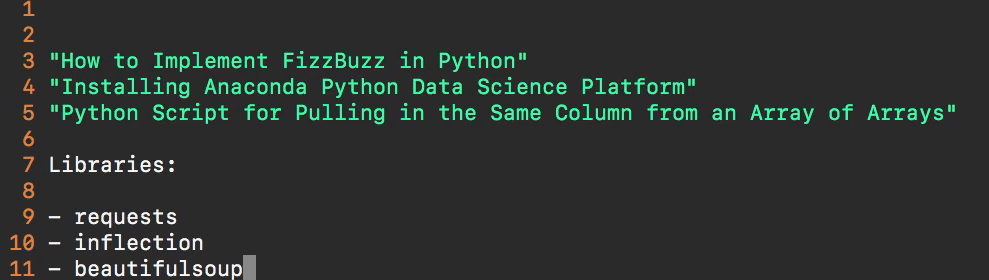 1
2
3 "How to Implement FizzBuzz in Python"
4 "Installing Anaconda Python Data Science Platform"
5 "Python Script for Pulling in the Same Column from an Array of Arrays"
6
7 Libraries:
8
9 - requests
10 - inflection
11 - beautifulsoup